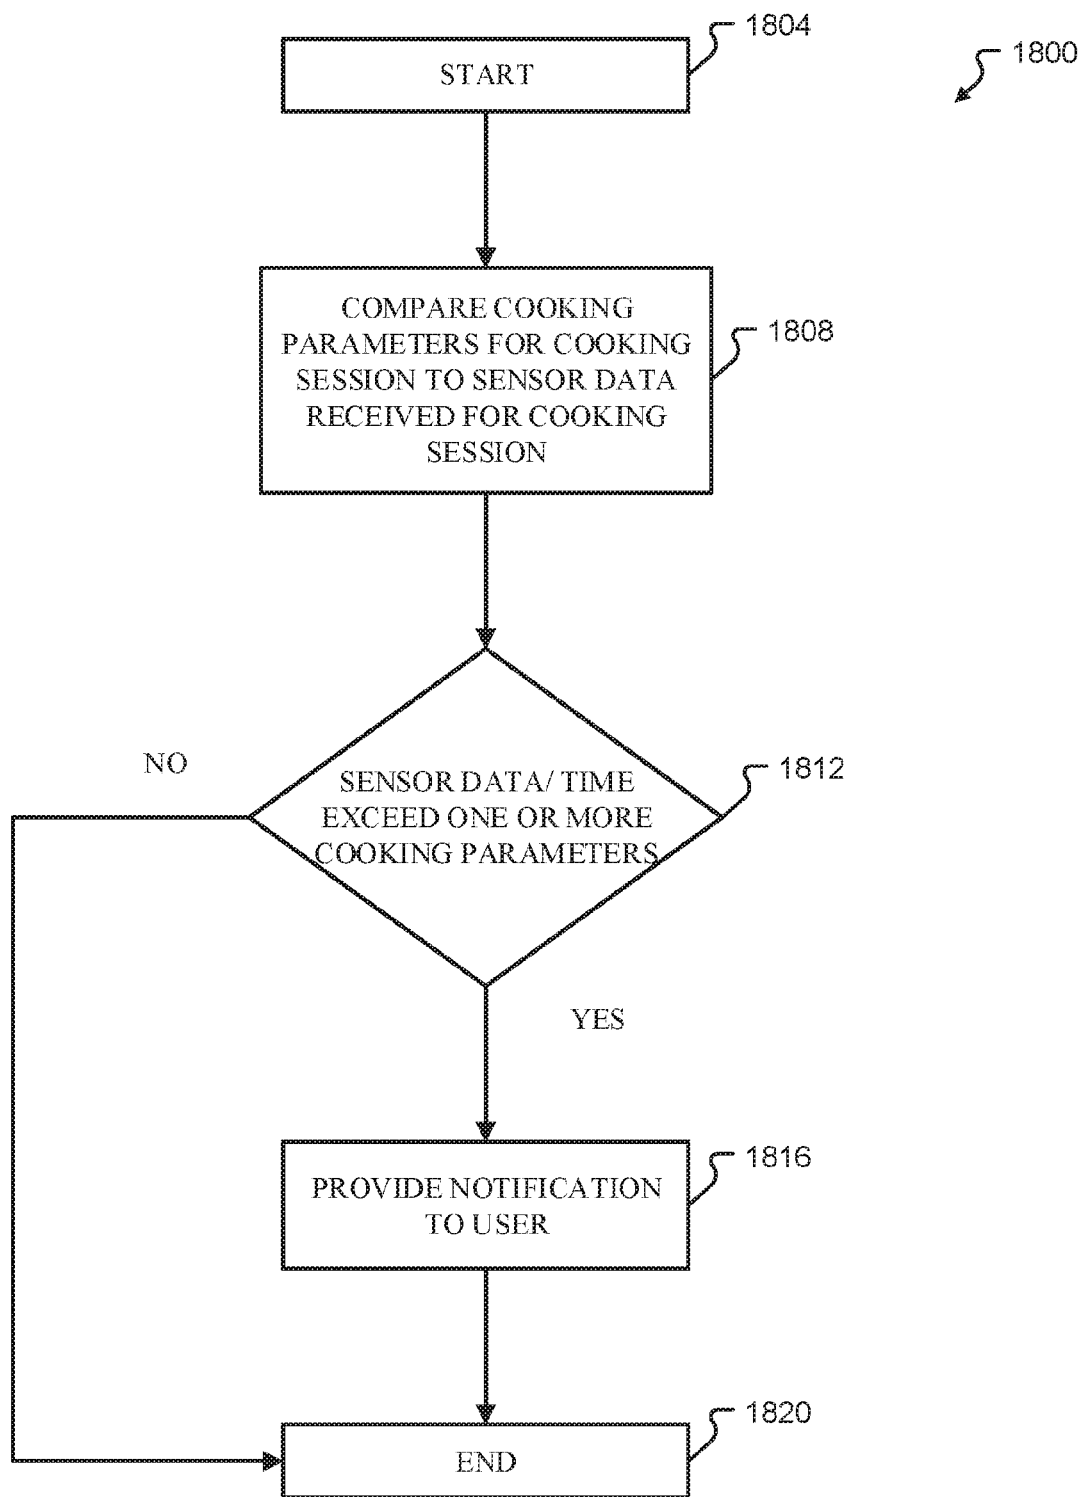 1804
1800
START
COMPARE COOKING
PARAMETERS FOR COOKING
SESSION TO SENSOR DATA
RECEIVED FOR COOKING
SESSION
1808
NO
SENSOR DATA/ TIME
EXCEED ONE OR MORE
COOKING PARAMETERS
1812
YES
PROVIDE NOTIFICATION
TO USER
1816
END
1820